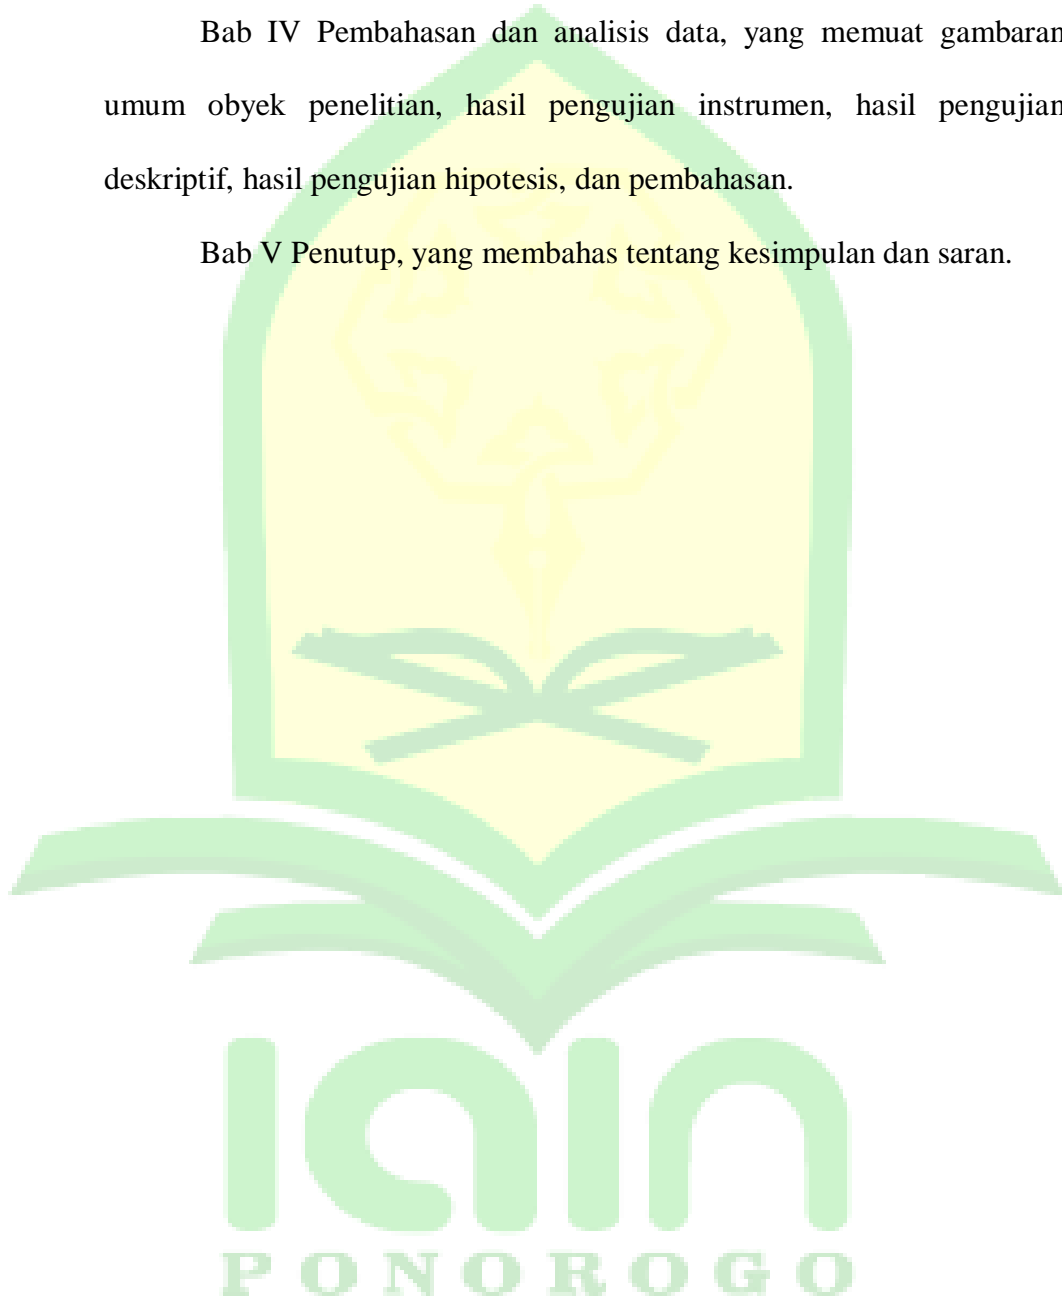 Bab IV Pembahasan dan analisis data, yang memuat gambaran
umum obyek penelitian, hasil pengujian instrumen, hasil pengujian
deskriptif, hasil pengujian hipotesis, dan pembahasan.
Bab V Penutup, yang membahas tentang kesimpulan dan saran.
IAIN
PONOROGO